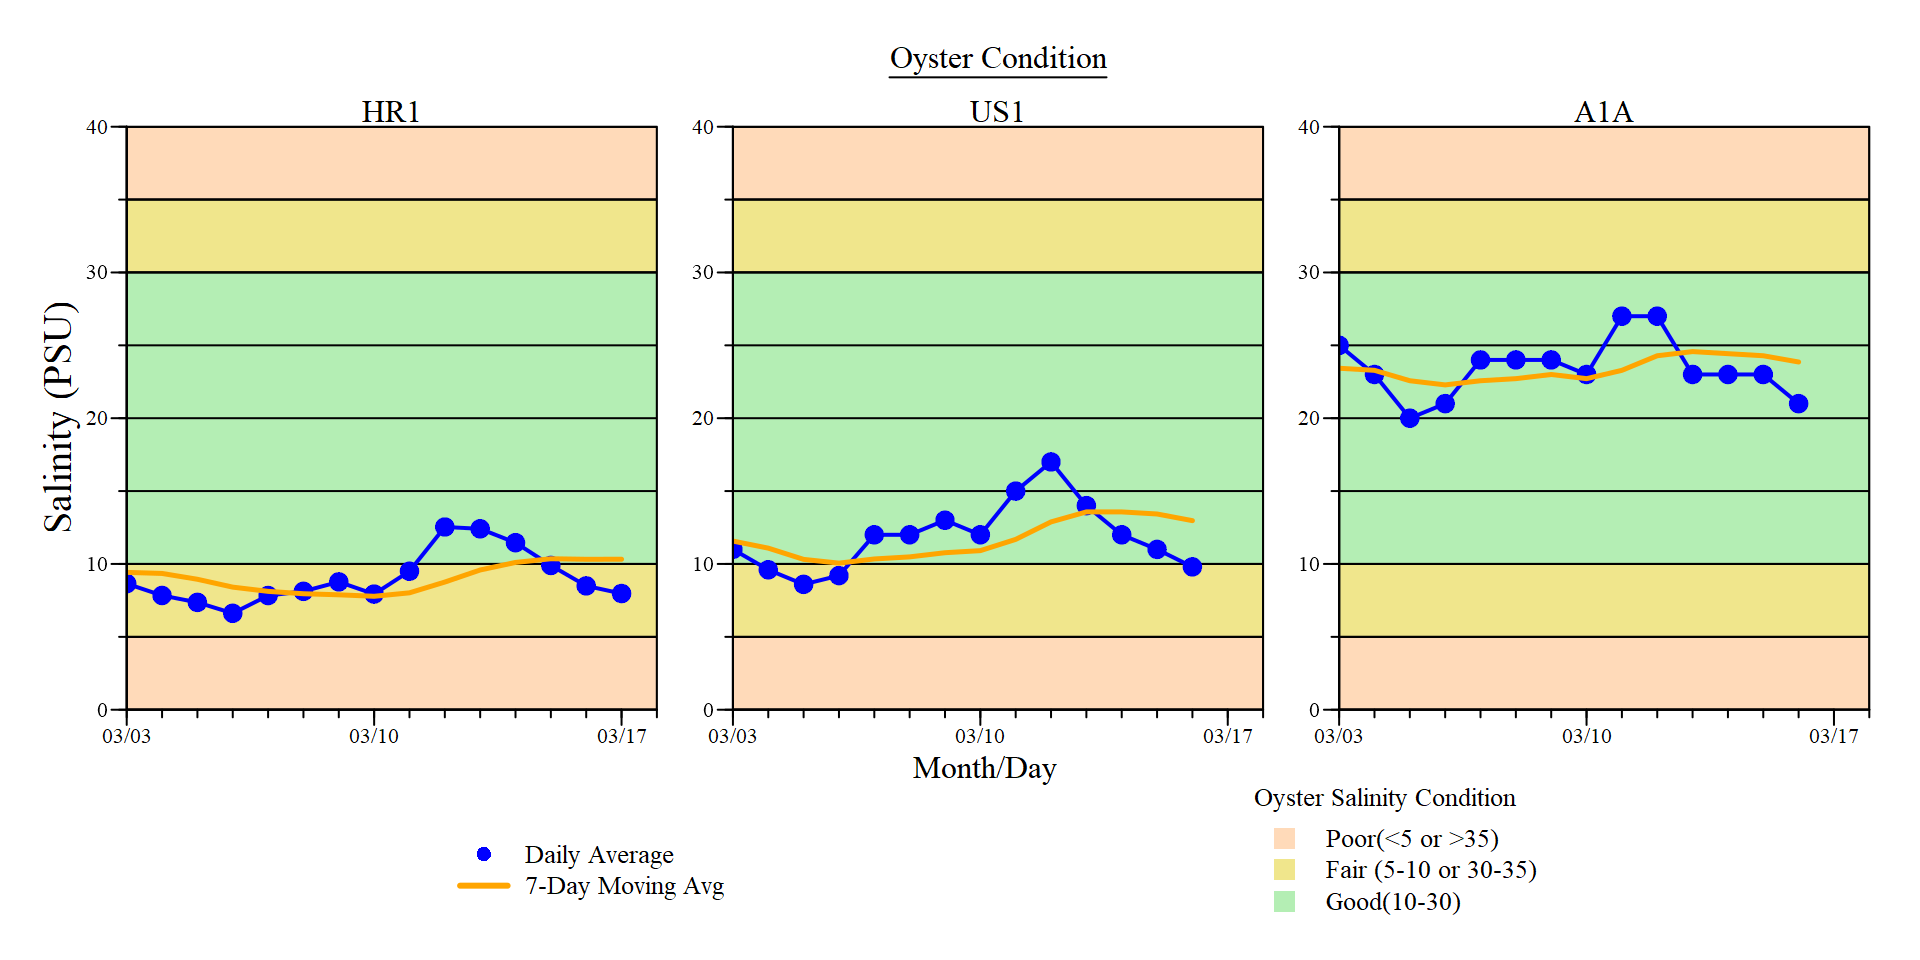 Oyster Condition
HR1
US1
A1A
Salinity (PSU)
40
30
20
10
0
03/03
03/10
03/17
40
30
20
10
0
03/03
03/10
03/17
40
30
20
10
0
03/03
03/10
03/17
Month/Day
Daily Average
7-Day Moving Avg
Oyster Salinity Condition
Poor(<5 or >35)
Fair (5-10 or 30-35)
Good(10-30)